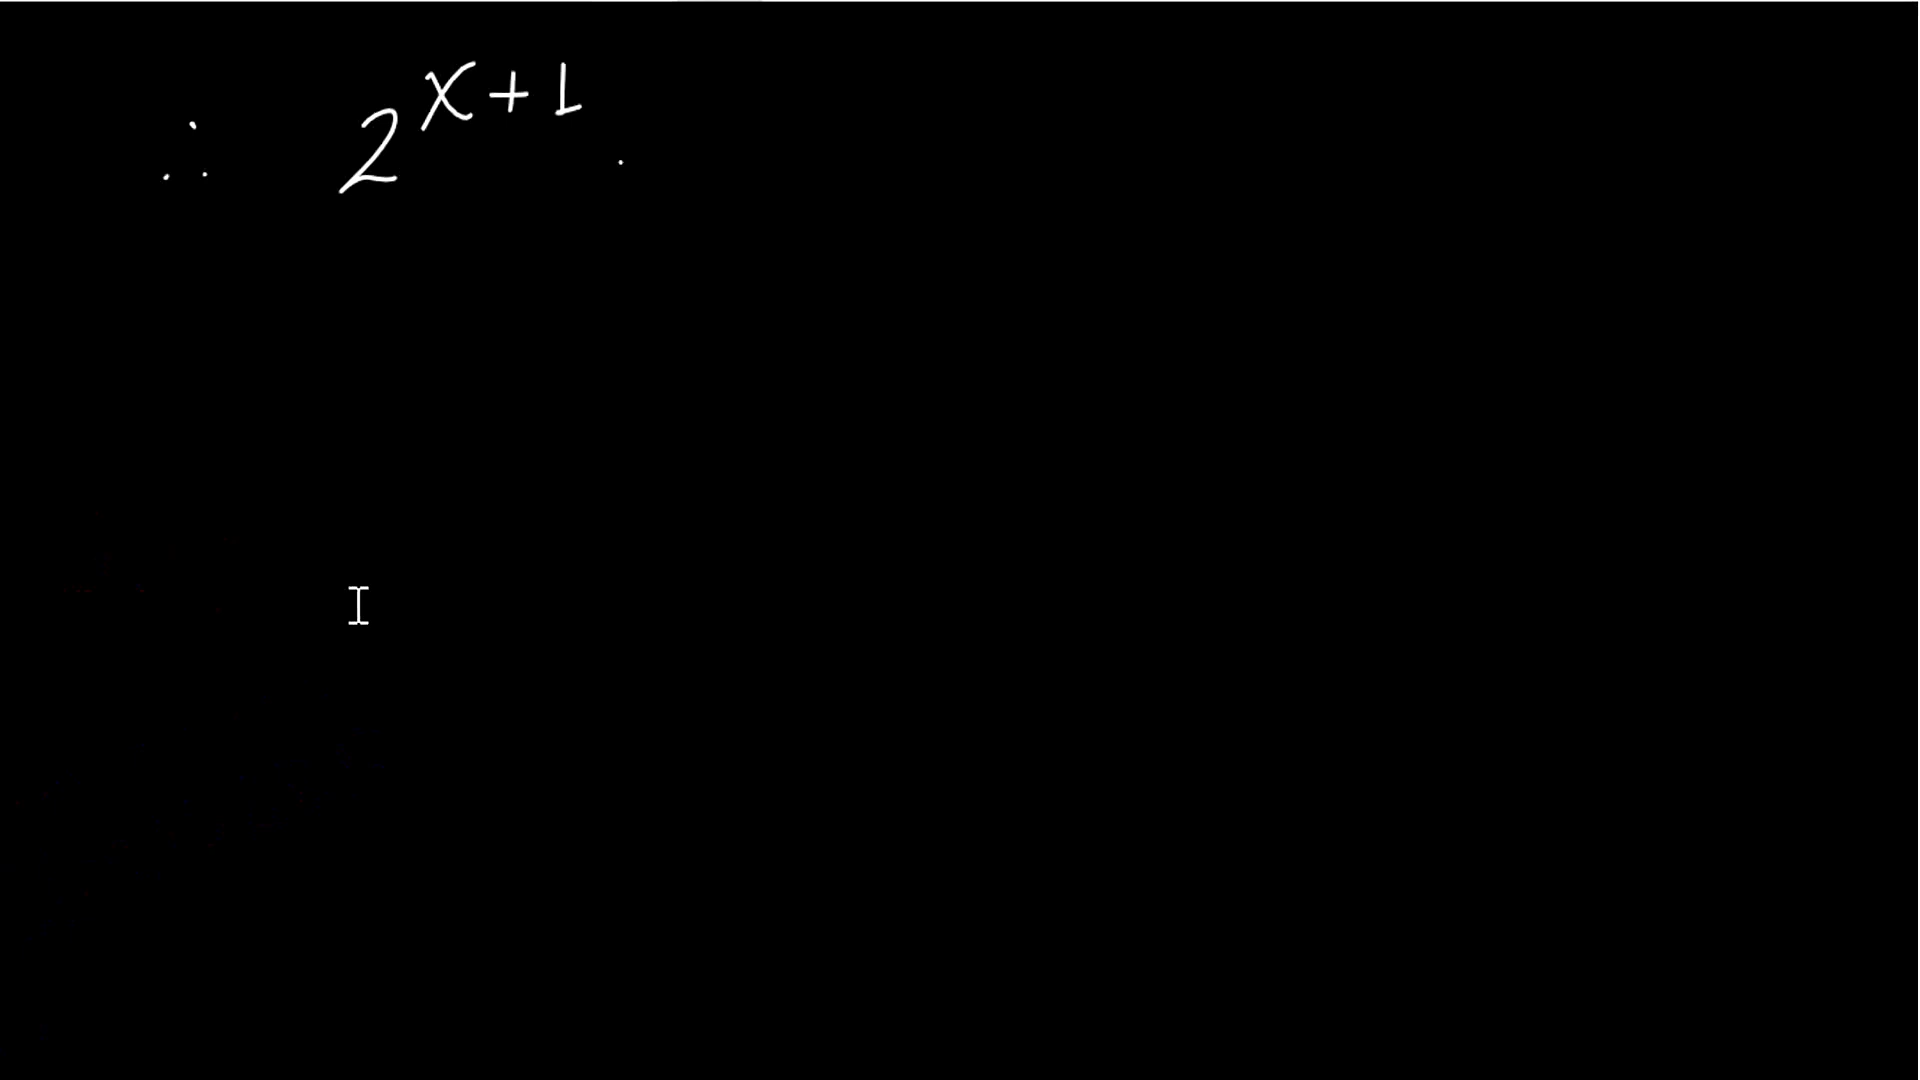 ∴ 2^{x+1} .